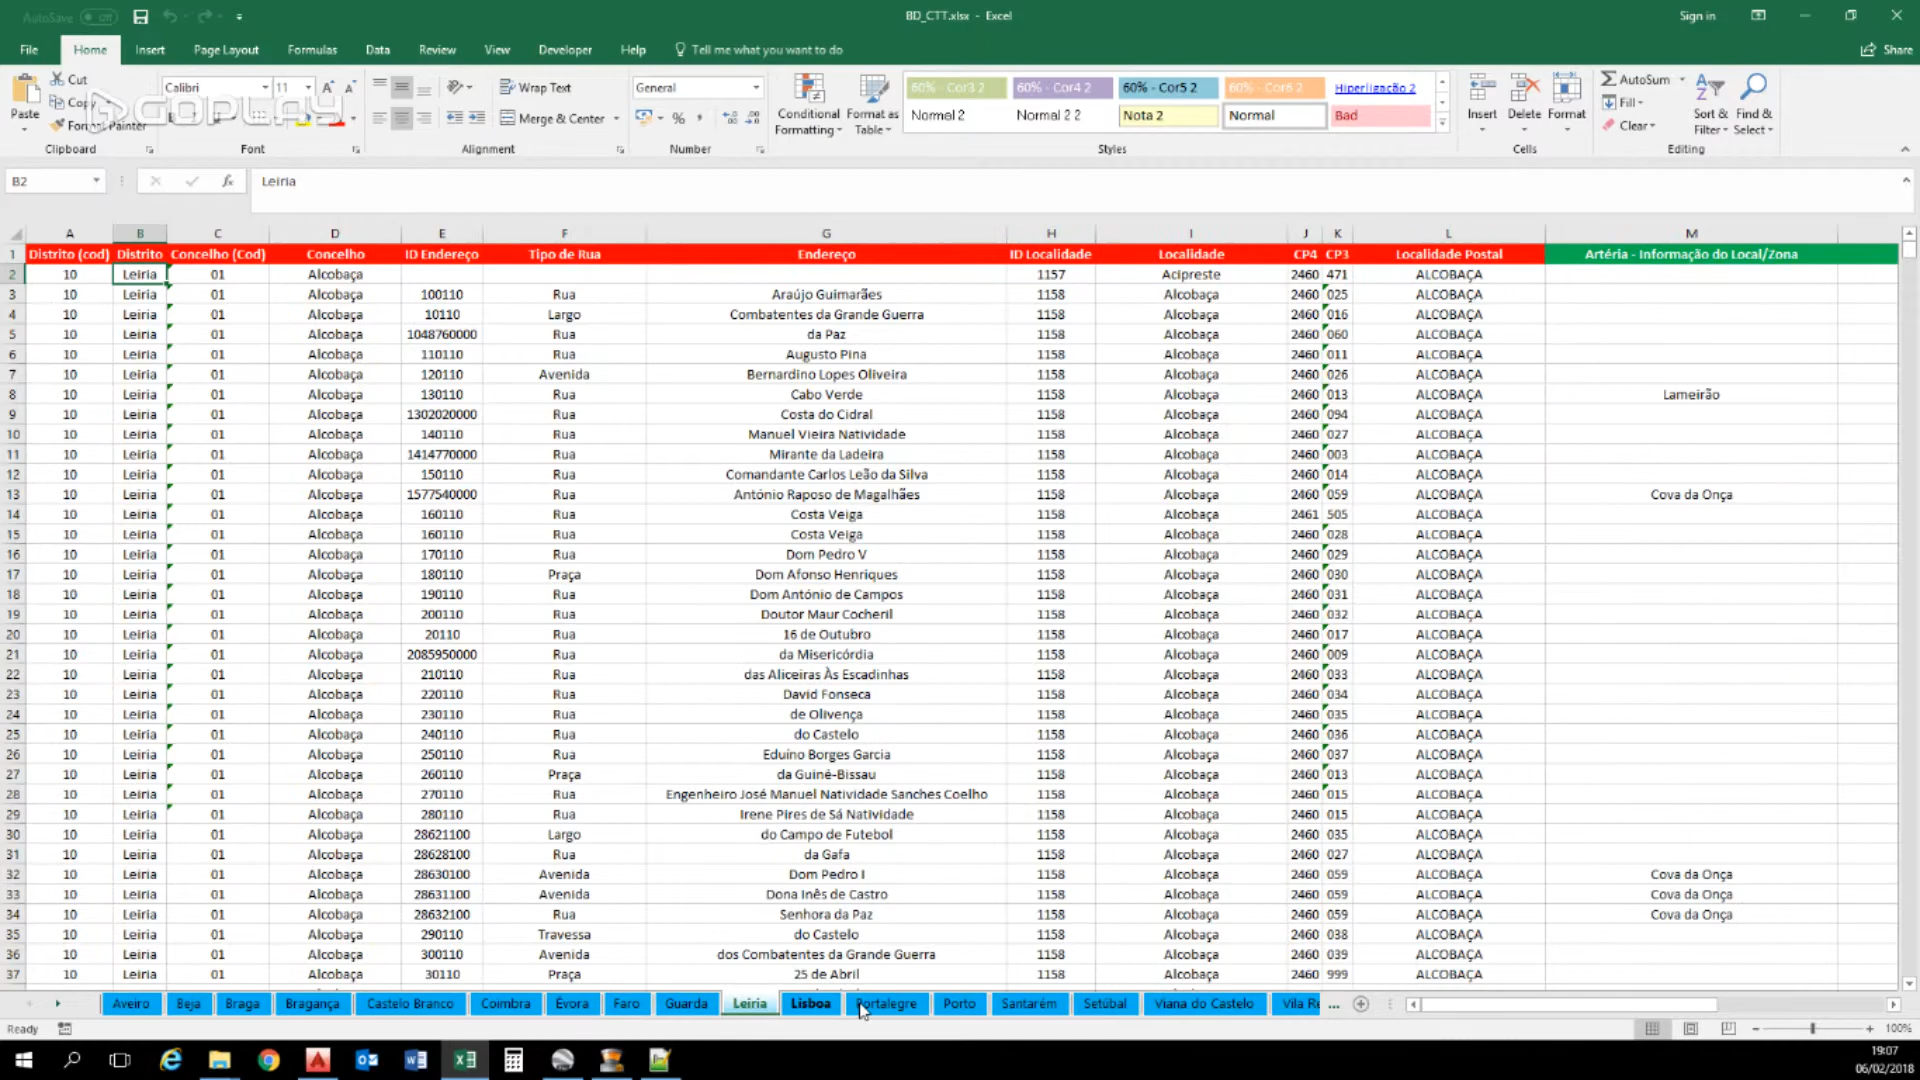 AutoSave Off
BD_CTT.xlsx - Excel
Sign in
File Home Insert Page Layout Formulas Data Review View Developer Help Tell me what you want to do Share
Paste Cut Copy Format Painter Clipboard
GOPLAY
Calibri 11 Font
Wrap Text Merge & Center Alignment
General % Number
Conditional Formatting Format as Table
60% - Cor3 2 60% - Cor4 2 60% - Cor5 2 60% - Cor6 2 Hiperligação 2
Normal 2 Normal 2 2 Nota 2 Normal Bad
Styles
Insert Delete Format Cells
AutoSum Fill Clear Sort & Filter Find & Select Editing
B2 fx Leiria
A B C D E F G H I J K L M
1 Distrito (cod) Distrito Concelho (Cod) Concelho ID Endereço Tipo de Rua Endereço ID Localidade Localidade CP4 CP3 Localidade Postal Artéria - Informação do Local/Zona
2 10 Leiria 01 Alcobaça 1157 Acipreste 2460 471 ALCOBAÇA
3 10 Leiria 01 Alcobaça 100110 Rua Araújo Guimarães 1158 Alcobaça 2460 025 ALCOBAÇA
4 10 Leiria 01 Alcobaça 10110 Largo Combatentes da Grande Guerra 1158 Alcobaça 2460 016 ALCOBAÇA
5 10 Leiria 01 Alcobaça 1048760000 Rua da Paz 1158 Alcobaça 2460 060 ALCOBAÇA
6 10 Leiria 01 Alcobaça 110110 Rua Augusto Pina 1158 Alcobaça 2460 011 ALCOBAÇA
7 10 Leiria 01 Alcobaça 120110 Avenida Bernardino Lopes Oliveira 1158 Alcobaça 2460 026 ALCOBAÇA
8 10 Leiria 01 Alcobaça 130110 Rua Cabo Verde 1158 Alcobaça 2460 013 ALCOBAÇA Lameirão
9 10 Leiria 01 Alcobaça 1302020000 Rua Costa do Cidral 1158 Alcobaça 2460 094 ALCOBAÇA
10 10 Leiria 01 Alcobaça 140110 Rua Manuel Vieira Natividade 1158 Alcobaça 2460 027 ALCOBAÇA
11 10 Leiria 01 Alcobaça 1414770000 Rua Mirante da Ladeira 1158 Alcobaça 2460 003 ALCOBAÇA
12 10 Leiria 01 Alcobaça 150110 Rua Comandante Carlos Leão da Silva 1158 Alcobaça 2460 014 ALCOBAÇA
13 10 Leiria 01 Alcobaça 1577540000 Rua António Raposo de Magalhães 1158 Alcobaça 2460 059 ALCOBAÇA Cova da Onça
14 10 Leiria 01 Alcobaça 160110 Rua Costa Veiga 1158 Alcobaça 2461 505 ALCOBAÇA
15 10 Leiria 01 Alcobaça 160110 Rua Costa Veiga 1158 Alcobaça 2460 028 ALCOBAÇA
16 10 Leiria 01 Alcobaça 170110 Rua Dom Pedro V 1158 Alcobaça 2460 029 ALCOBAÇA
17 10 Leiria 01 Alcobaça 180110 Praça Dom Afonso Henriques 1158 Alcobaça 2460 030 ALCOBAÇA
18 10 Leiria 01 Alcobaça 190110 Rua Dom António de Campos 1158 Alcobaça 2460 031 ALCOBAÇA
19 10 Leiria 01 Alcobaça 200110 Rua Doutor Maur Cocheril 1158 Alcobaça 2460 032 ALCOBAÇA
20 10 Leiria 01 Alcobaça 20110 Rua 16 de Outubro 1158 Alcobaça 2460 017 ALCOBAÇA
21 10 Leiria 01 Alcobaça 2085950000 Rua da Misericórdia 1158 Alcobaça 2460 009 ALCOBAÇA
22 10 Leiria 01 Alcobaça 210110 Rua das Aliceiras Às Escadinhas 1158 Alcobaça 2460 033 ALCOBAÇA
23 10 Leiria 01 Alcobaça 220110 Rua David Fonseca 1158 Alcobaça 2460 034 ALCOBAÇA
24 10 Leiria 01 Alcobaça 230110 Rua de Olivença 1158 Alcobaça 2460 035 ALCOBAÇA
25 10 Leiria 01 Alcobaça 240110 Rua do Castelo 1158 Alcobaça 2460 036 ALCOBAÇA
26 10 Leiria 01 Alcobaça 250110 Rua Eduíno Borges Garcia 1158 Alcobaça 2460 037 ALCOBAÇA
27 10 Leiria 01 Alcobaça 260110 Praça da Guiné-Bissau 1158 Alcobaça 2460 013 ALCOBAÇA
28 10 Leiria 01 Alcobaça 270110 Rua Engenheiro José Manuel Natividade Sanches Coelho 1158 Alcobaça 2460 015 ALCOBAÇA
29 10 Leiria 01 Alcobaça 280110 Rua Irene Pires de Sá Natividade 1158 Alcobaça 2460 015 ALCOBAÇA
30 10 Leiria 01 Alcobaça 28621100 Largo do Campo de Futebol 1158 Alcobaça 2460 035 ALCOBAÇA
31 10 Leiria 01 Alcobaça 28628100 Rua da Gafa 1158 Alcobaça 2460 027 ALCOBAÇA
32 10 Leiria 01 Alcobaça 28630100 Avenida Dom Pedro I 1158 Alcobaça 2460 059 ALCOBAÇA Cova da Onça
33 10 Leiria 01 Alcobaça 28631100 Avenida Dona Inês de Castro 1158 Alcobaça 2460 059 ALCOBAÇA Cova da Onça
34 10 Leiria 01 Alcobaça 28632100 Rua Senhora da Paz 1158 Alcobaça 2460 059 ALCOBAÇA Cova da Onça
35 10 Leiria 01 Alcobaça 290110 Travessa do Castelo 1158 Alcobaça 2460 038 ALCOBAÇA
36 10 Leiria 01 Alcobaça 300110 Avenida dos Combatentes da Grande Guerra 1158 Alcobaça 2460 039 ALCOBAÇA
37 10 Leiria 01 Alcobaça 30110 Praça 25 de Abril 1158 Alcobaça 2460 999 ALCOBAÇA
Aveiro Beja Braga Bragança Castelo Branco Coimbra Évora Faro Guarda Leiria Lisboa Portalegre Porto Santarém Setúbal Viana do Castelo Vila Re ...
Ready 100%
19:07
06/02/2018